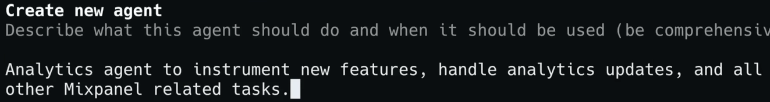 Create new agent
Describe what this agent should do and when it should be used (be comprehensiv
Analytics agent to instrument new features, handle analytics updates, and all
other Mixpanel related tasks.